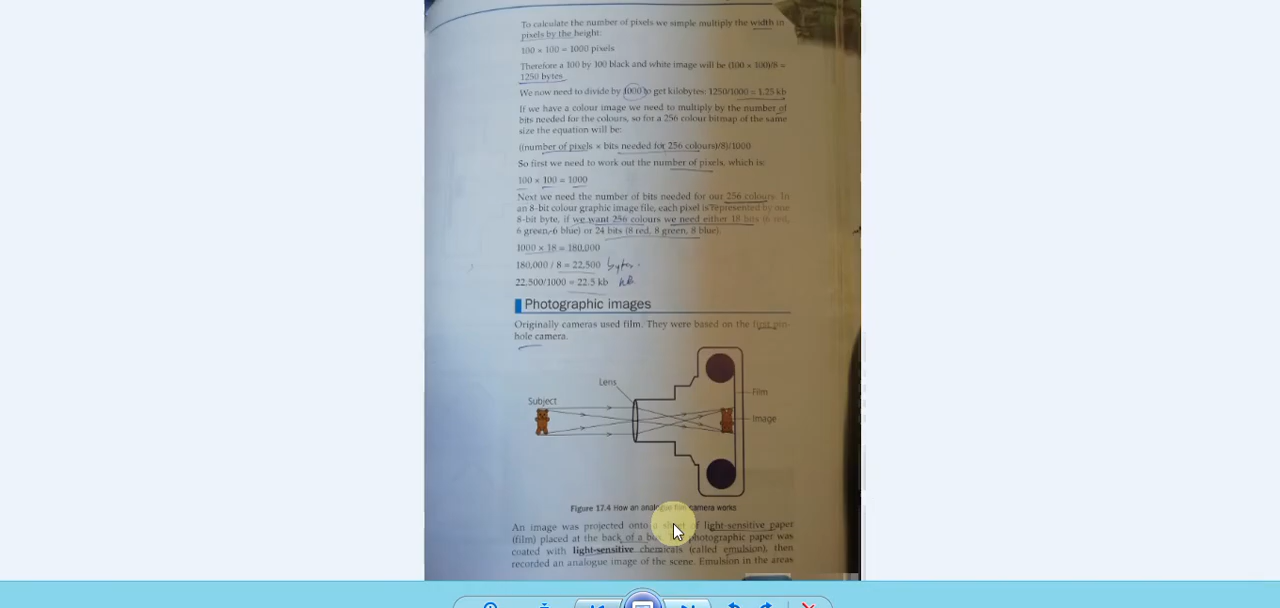 To calculate the number of pixels we simple multiply the width in
pixels by the height:
100 × 100 = 1000 pixels
Therefore a 100 by 100 black and white image will be (100 × 100)/8 =
1250 bytes
We now need to divide by 1000 to get kilobytes: 1250/1000 = 1.25 kb
If we have a colour image we need to multiply by the number of
bits needed for the colours, so for a 256 colour bitmap of the same
size the equation will be:
((number of pixels × bits needed for 256 colours)/8)/1000
So first we need to work out the number of pixels, which is:
100 × 100 = 1000
Next we need the number of bits needed for our 256 colours. In
an 8-bit colour graphic image file, each pixel is represented by one
8-bit byte, if we want 256 colours we need either 18 bits (6 red,
6 green, 6 blue) or 24 bits (8 red, 8 green, 8 blue).
1000 × 18 = 180,000
180,000 / 8 = 22,500 bytes
22,500/1000 = 22.5 kb
Photographic images
Originally cameras used film. They were based on the first pin-
hole camera.
Lens
Subject
Film
Image
Figure 17.4 How an analogue film camera works
An image was projected onto a sheet of light-sensitive paper
(film) placed at the back of a photographic paper was
coated with light-sensitive chemicals (called emulsion), then
recorded an analogue image of the scene. Emulsion in the areas